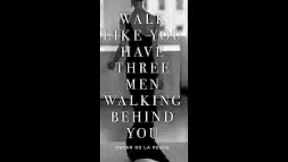 WALK
LIKE YOU
HAVE
THREE
MEN
WALKING
BEHIND
YOU
OSCAR DE LA RENTA